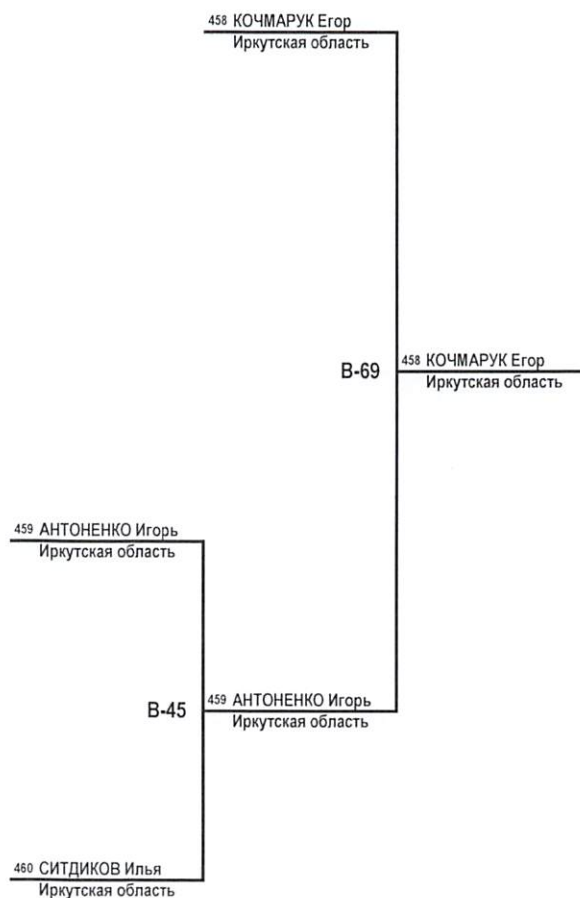 458 КОЧМАРУК Егор
Иркутская область
B-69
458 КОЧМАРУК Егор
Иркутская область
459 АНТОНЕНКО Игорь
Иркутская область
B-45
459 АНТОНЕНКО Игорь
Иркутская область
460 СИТДИКОВ Илья
Иркутская область